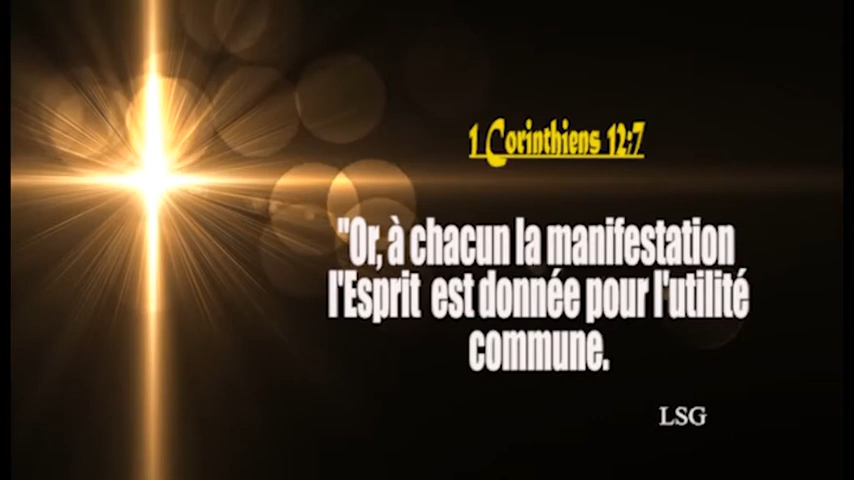 1 Corinthiens 12:7
"Or, à chacun la manifestation
l'Esprit est donnée pour l'utilité
commune.
LSG